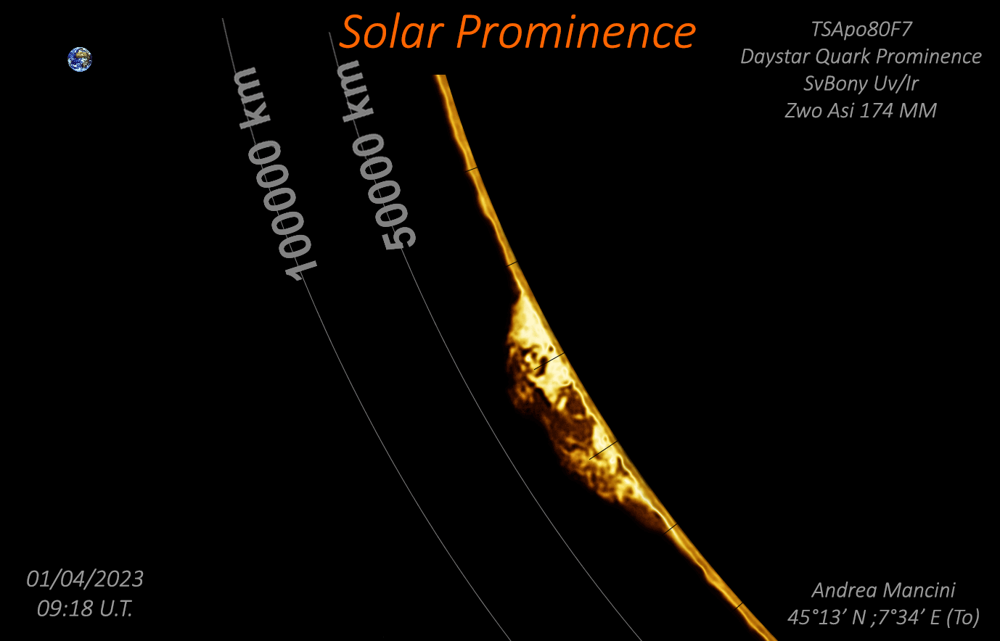 Solar Prominence
TSApo80F7
Daystar Quark Prominence
SvBony Uv/Ir
Zwo Asi 174 MM
100000 km
50000 km
01/04/2023
09:18 U.T.
Andrea Mancini
45°13’ N ;7°34’ E (To)